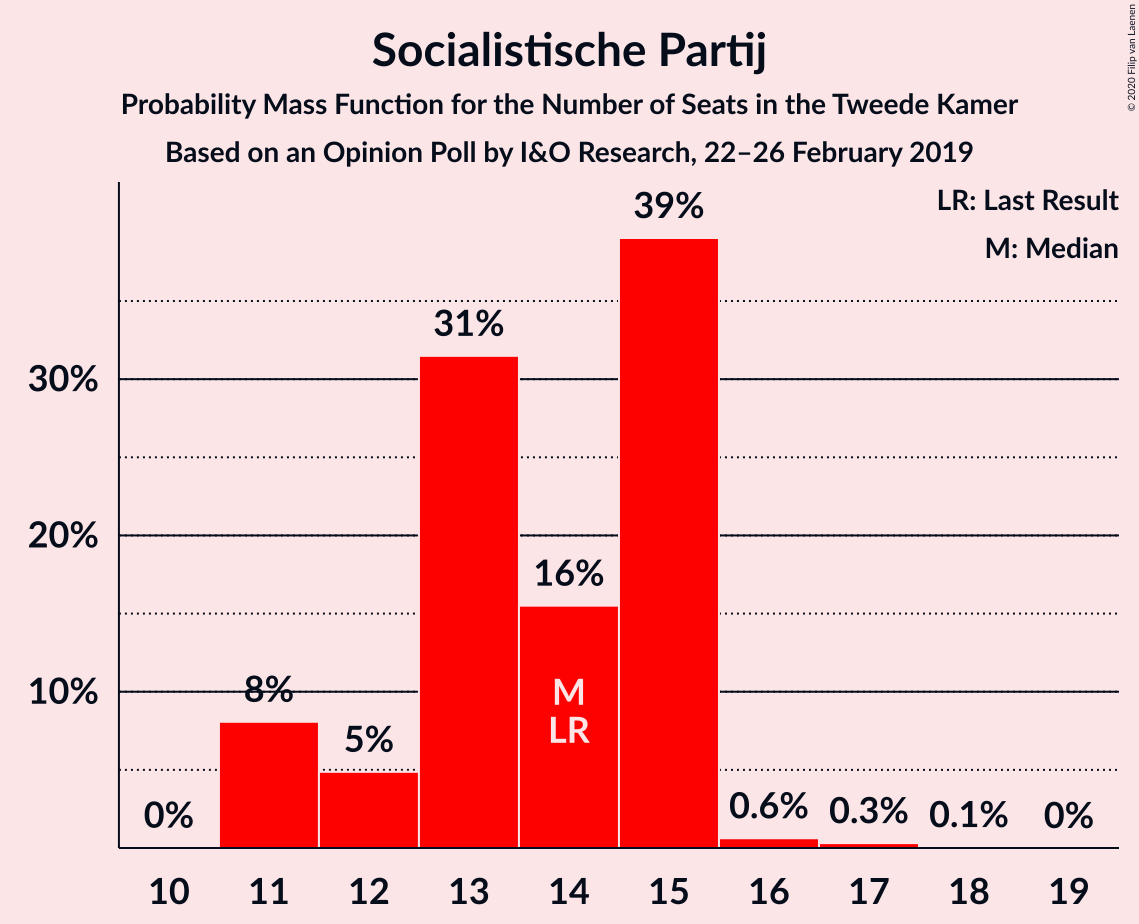 Socialistische Partij
Probability Mass Function for the Number of Seats in the Tweede Kamer
Based on an Opinion Poll by I&O Research, 22–26 February 2019
© 2020 Filip van Laenen
LR: Last Result
M: Median
39%
31%
30%
20%
16%
10%
8%
5%
M
LR
0%
0.6%
0.3%
0.1%
0%
10 11 12 13 14 15 16 17 18 19